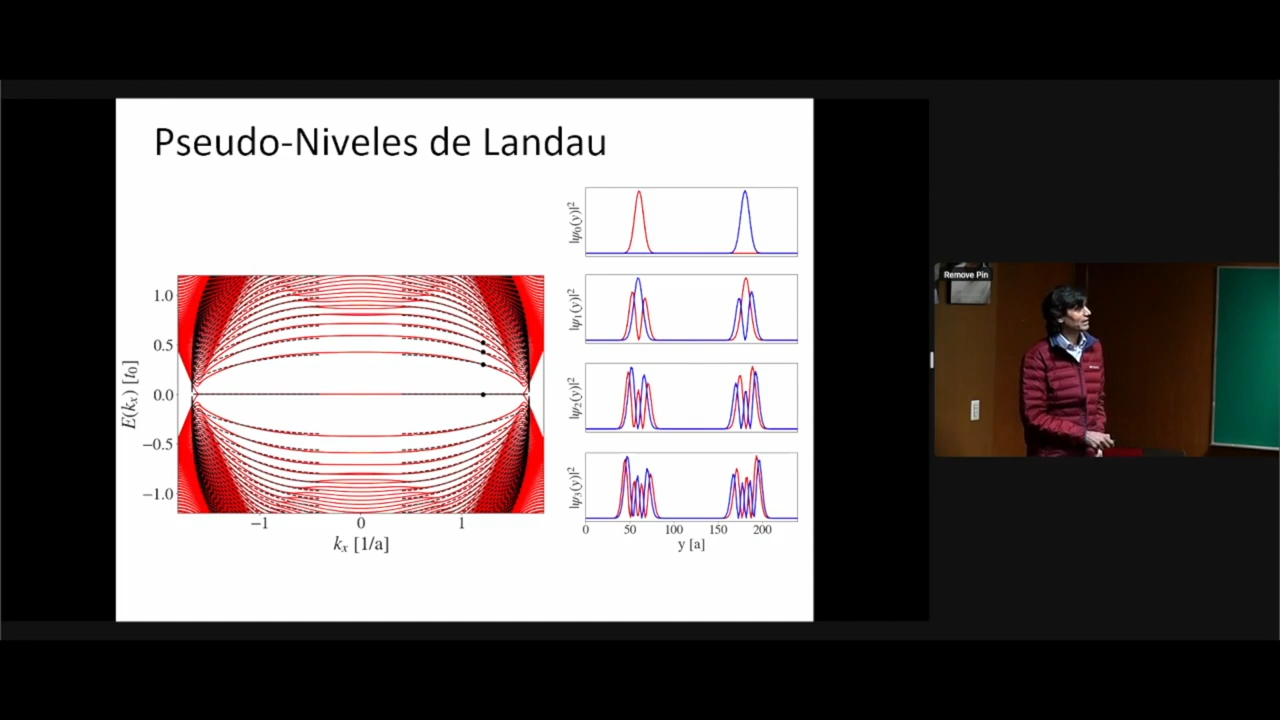 Pseudo-Niveles de Landau
E(kₓ) [t₀]
1.0
0.5
0.0
−0.5
−1.0
−1
0
1
kₓ [1/a]
|ψ₀(y)|²
|ψ₁(y)|²
|ψ₂(y)|²
|ψ₃(y)|²
0
50
100
150
200
y [a]
Remove Pin